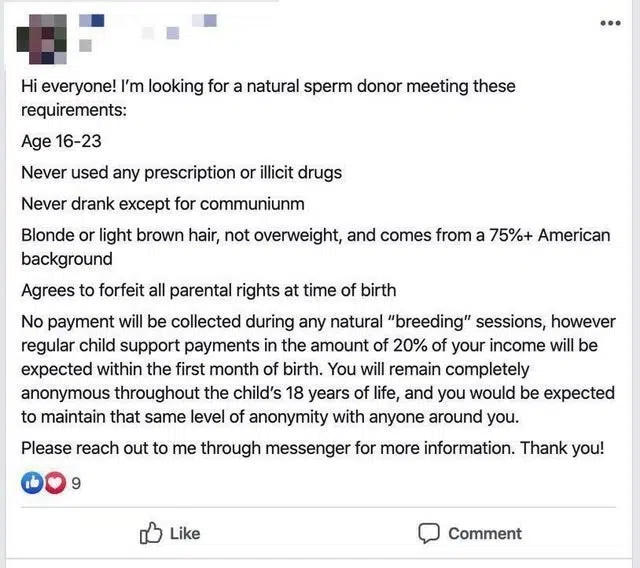 Hi everyone! I'm looking for a natural sperm donor meeting these
requirements:
Age 16-23
Never used any prescription or illicit drugs
Never drank except for communiunm
Blonde or light brown hair, not overweight, and comes from a 75%+ American
background
Agrees to forfeit all parental rights at time of birth
No payment will be collected during any natural "breeding" sessions, however
regular child support payments in the amount of 20% of your income will be
expected within the first month of birth. You will remain completely
anonymous throughout the child's 18 years of life, and you would be expected
to maintain that same level of anonymity with anyone around you.
Please reach out to me through messenger for more information. Thank you!
9
Like Comment